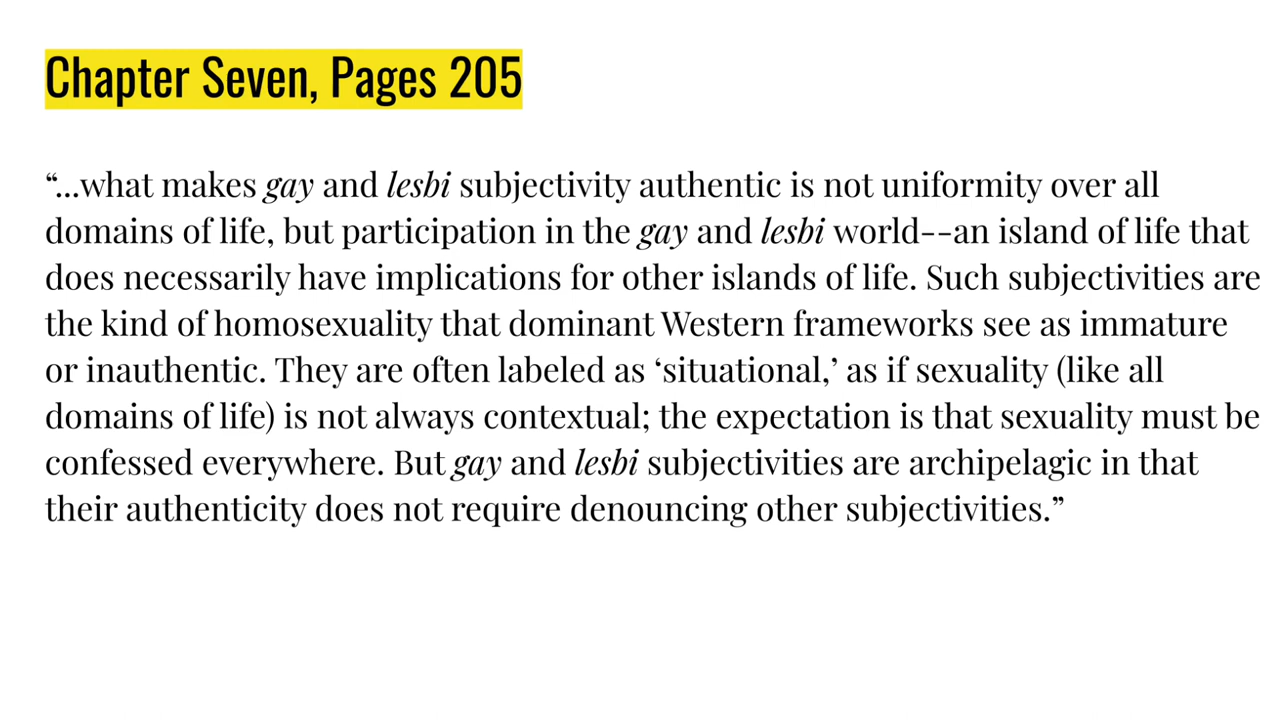 Chapter Seven, Pages 205
“...what makes gay and lesbi subjectivity authentic is not uniformity over all
domains of life, but participation in the gay and lesbi world--an island of life that
does necessarily have implications for other islands of life. Such subjectivities are
the kind of homosexuality that dominant Western frameworks see as immature
or inauthentic. They are often labeled as ‘situational,’ as if sexuality (like all
domains of life) is not always contextual; the expectation is that sexuality must be
confessed everywhere. But gay and lesbi subjectivities are archipelagic in that
their authenticity does not require denouncing other subjectivities.”